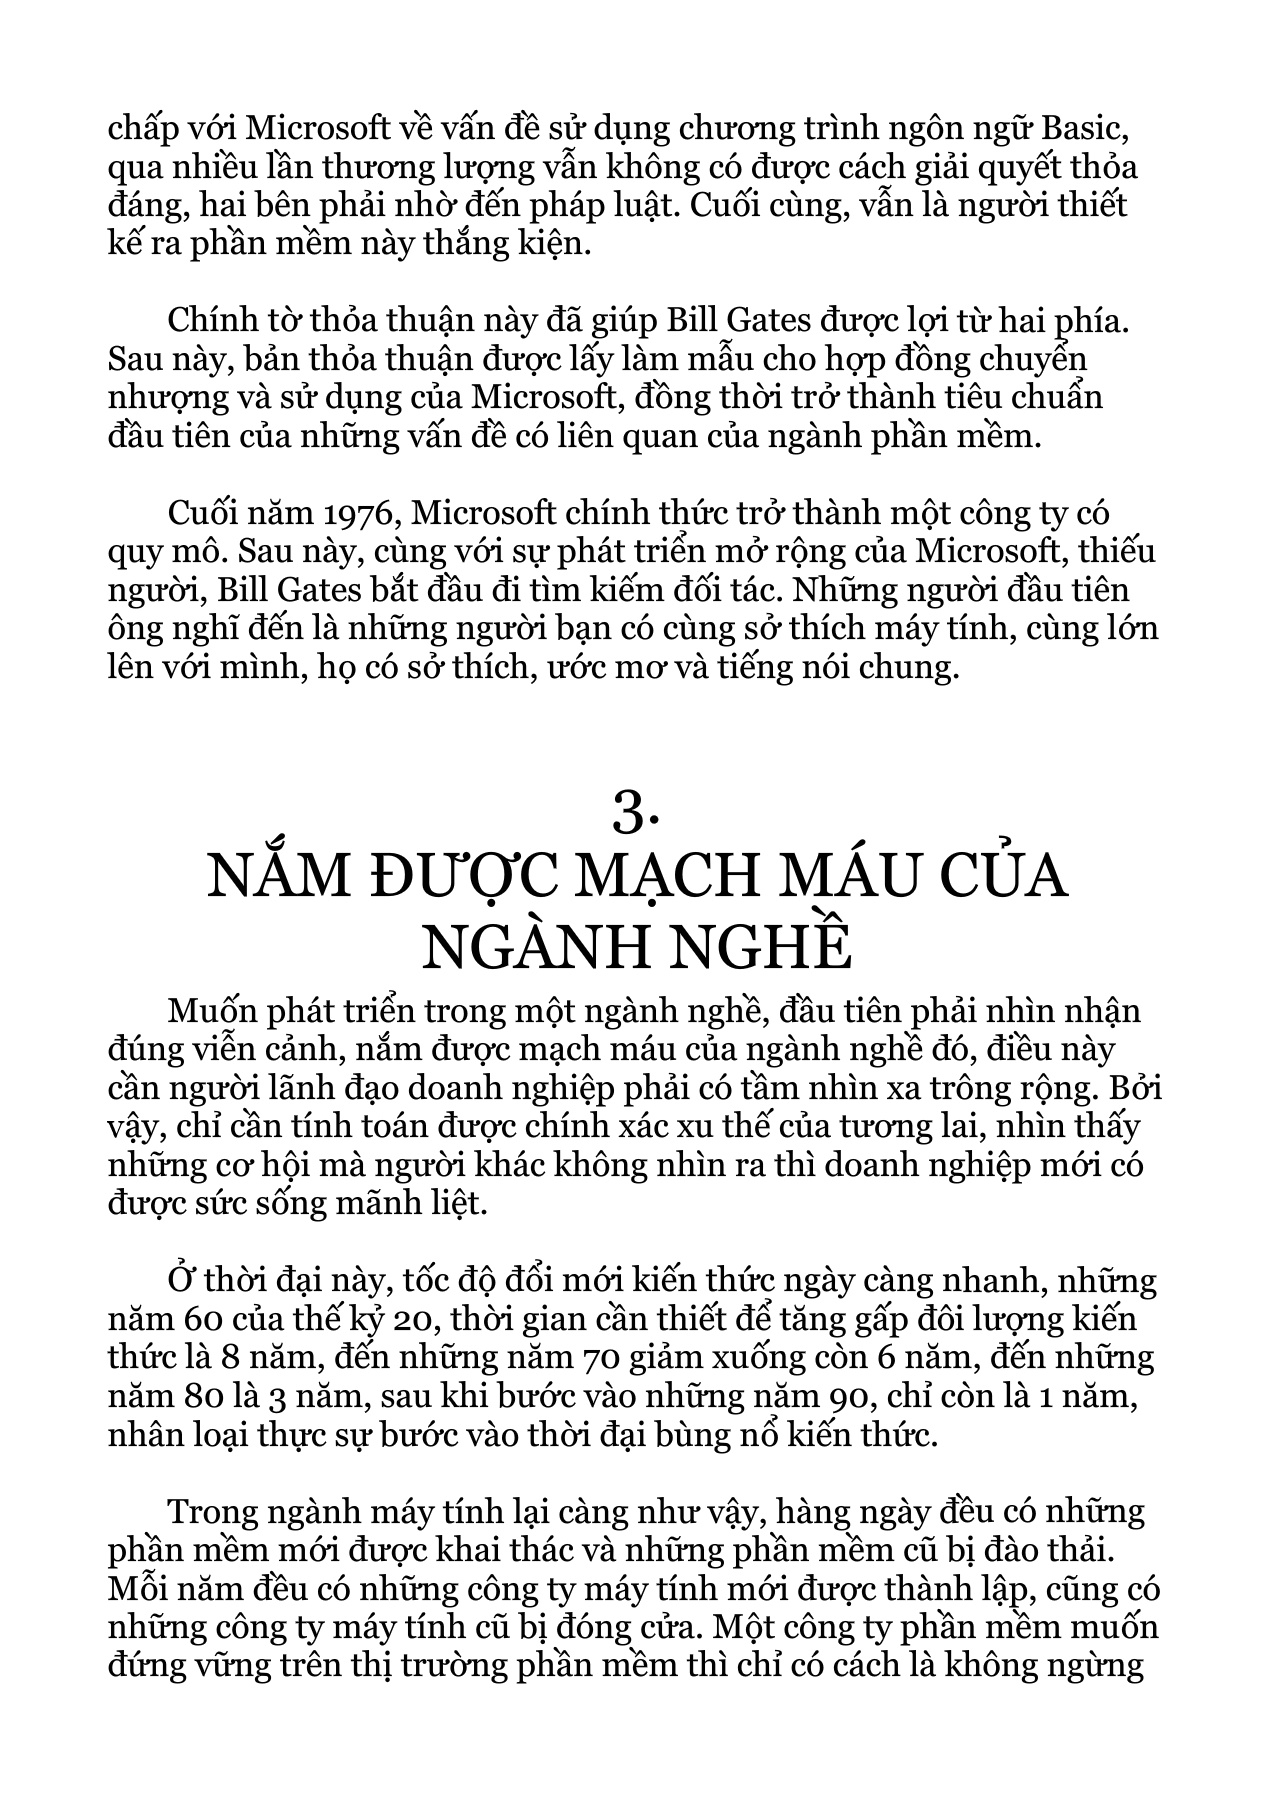 chấp với Microsoft về vấn đề sử dụng chương trình ngôn ngữ Basic,
qua nhiều lần thương lượng vẫn không có được cách giải quyết thỏa
đáng, hai bên phải nhờ đến pháp luật. Cuối cùng, vẫn là người thiết
kế ra phần mềm này thắng kiện.
Chính tờ thỏa thuận này đã giúp Bill Gates được lợi từ hai phía.
Sau này, bản thỏa thuận được lấy làm mẫu cho hợp đồng chuyển
nhượng và sử dụng của Microsoft, đồng thời trở thành tiêu chuẩn
đầu tiên của những vấn đề có liên quan của ngành phần mềm.
Cuối năm 1976, Microsoft chính thức trở thành một công ty có
quy mô. Sau này, cùng với sự phát triển mở rộng của Microsoft, thiếu
người, Bill Gates bắt đầu đi tìm kiếm đối tác. Những người đầu tiên
ông nghĩ đến là những người bạn có cùng sở thích máy tính, cùng lớn
lên với mình, họ có sở thích, ước mơ và tiếng nói chung.
3.
NẮM ĐƯỢC MẠCH MÁU CỦA
NGÀNH NGHỀ
Muốn phát triển trong một ngành nghề, đầu tiên phải nhìn nhận
đúng viễn cảnh, nắm được mạch máu của ngành nghề đó, điều này
cần người lãnh đạo doanh nghiệp phải có tầm nhìn xa trông rộng. Bởi
vậy, chỉ cần tính toán được chính xác xu thế của tương lai, nhìn thấy
những cơ hội mà người khác không nhìn ra thì doanh nghiệp mới có
được sức sống mãnh liệt.
Ở thời đại này, tốc độ đổi mới kiến thức ngày càng nhanh, những
năm 60 của thế kỷ 20, thời gian cần thiết để tăng gấp đôi lượng kiến
thức là 8 năm, đến những năm 70 giảm xuống còn 6 năm, đến những
năm 80 là 3 năm, sau khi bước vào những năm 90, chỉ còn là 1 năm,
nhân loại thực sự bước vào thời đại bùng nổ kiến thức.
Trong ngành máy tính lại càng như vậy, hàng ngày đều có những
phần mềm mới được khai thác và những phần mềm cũ bị đào thải.
Mỗi năm đều có những công ty máy tính mới được thành lập, cũng có
những công ty máy tính cũ bị đóng cửa. Một công ty phần mềm muốn
đứng vững trên thị trường phần mềm thì chỉ có cách là không ngừng